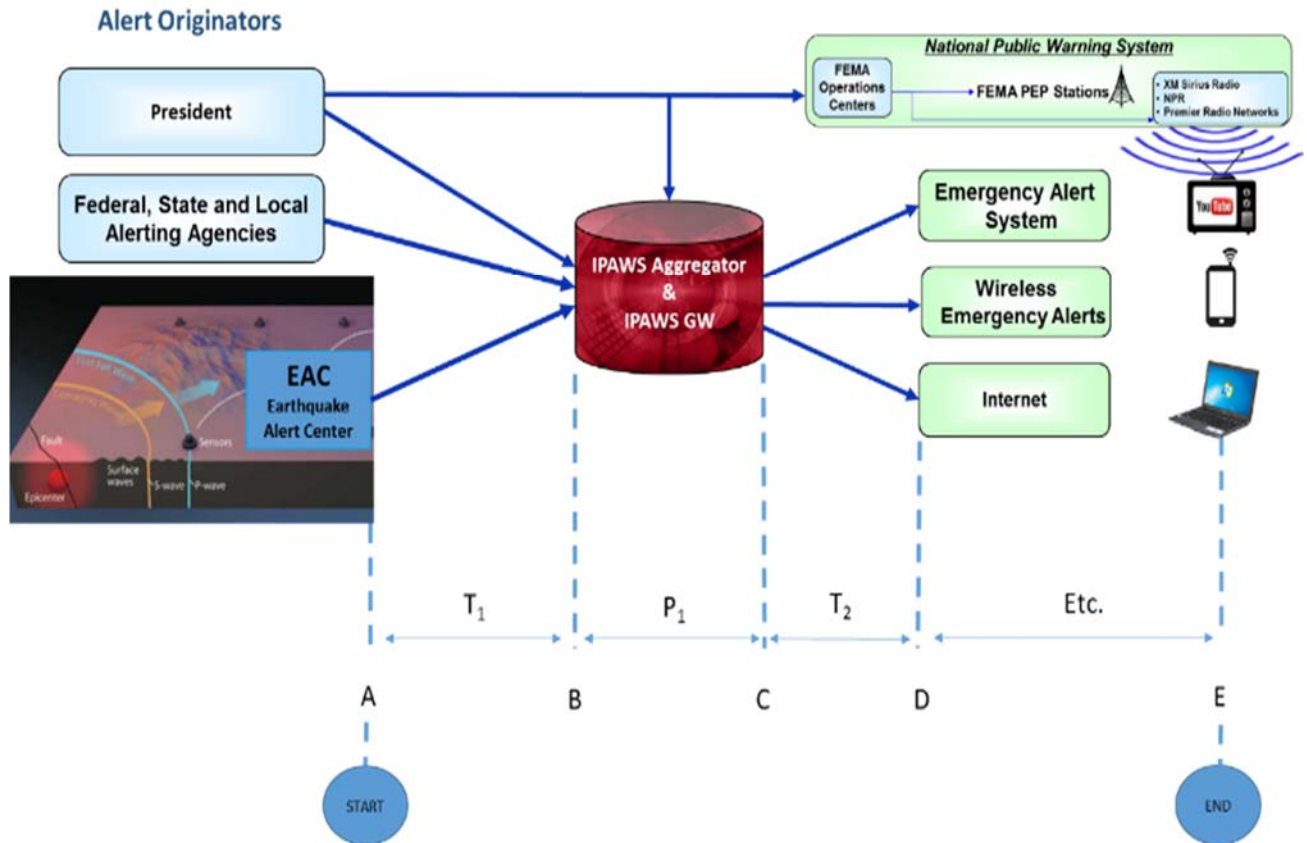 Alert Originators
President
Federal, State and Local
Alerting Agencies
EAC
Earthquake
Alert Center
Sensors
Fault
Epicenter
Surface
waves
S-wave
P-wave
IPAWS Aggregator
&
IPAWS GW
National Public Warning System
FEMA
Operations
Centers
FEMA PEP Stations
• XM Sirius Radio
• NPR
• Premier Radio Networks
Emergency Alert
System
Wireless
Emergency Alerts
Internet
YouTube
T₁
P₁
T₂
Etc.
A
B
C
D
E
START
END